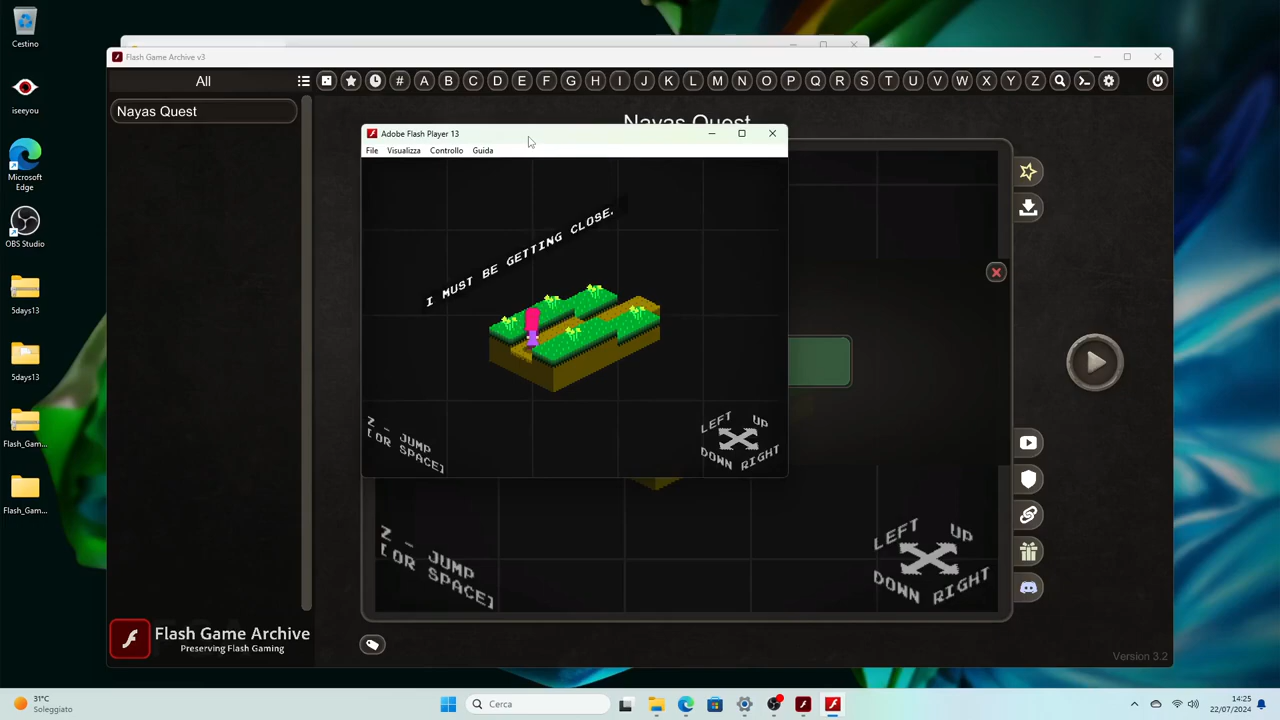 Cestino
iseeyou
Microsoft
Edge
OBS Studio
5days13
5days13
Flash_Gam...
Flash_Gam...
Flash Game Archive v3
All
# A B C D E F G H I J K L M N O P Q R S T U V W X Y Z
Nayas Quest
Nayas Quest
Adobe Flash Player 13
File Visualizza Controllo Guida
I MUST BE GETTING CLOSE.
Z - JUMP
[OR SPACE]
LEFT UP
DOWN RIGHT
Z - JUMP
[OR SPACE]
LEFT UP
DOWN RIGHT
Flash Game Archive
Preserving Flash Gaming
Version 3.2
31°C
Soleggiato
Cerca
14:25
22/07/2024